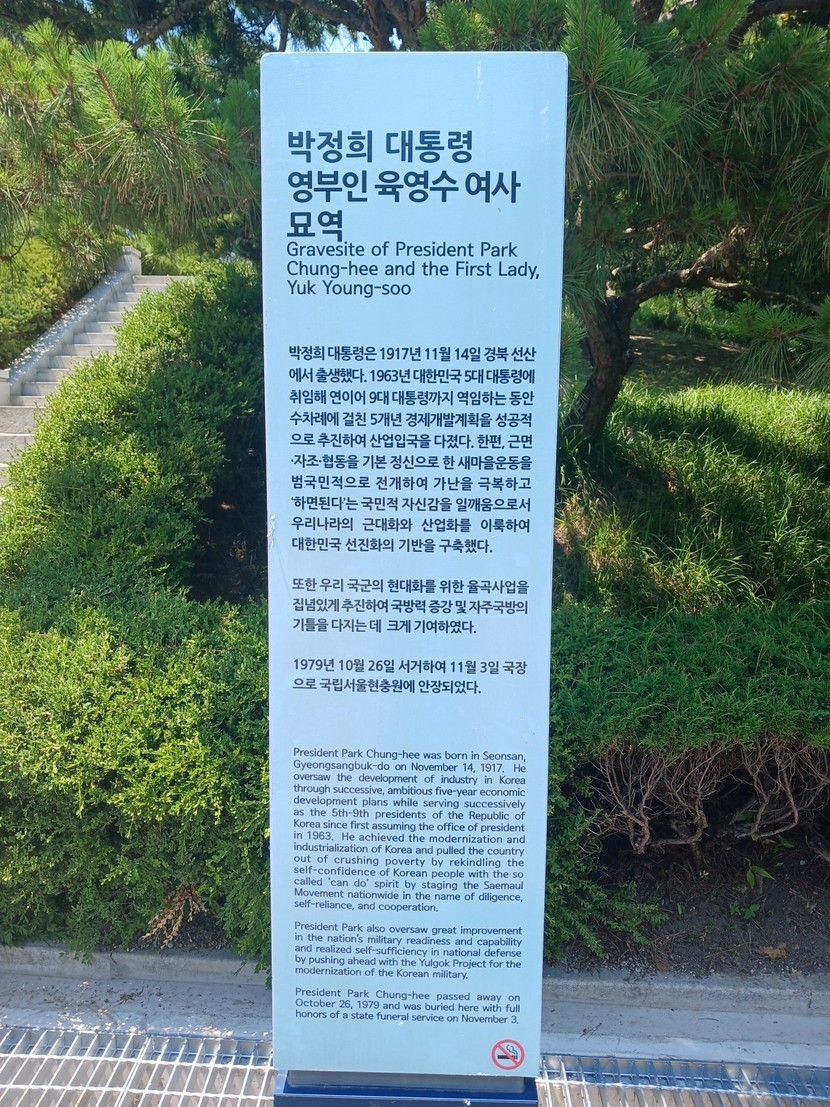 박정희 대통령
영부인 육영수 여사
묘역
Gravesite of President Park
Chung-hee and the First Lady,
Yuk Young-soo
박정희 대통령은 1917년 11월 14일 경북 선산
에서 출생했다. 1963년 대한민국 5대 대통령에
취임해 연이어 9대 대통령까지 역임하는 동안
수차례에 걸친 5개년 경제개발계획을 성공적
으로 추진하여 산업입국을 다졌다. 한편, 근면
·자조·협동을 기본 정신으로 한 새마을운동을
범국민적으로 전개하여 가난을 극복하고
'하면된다'는 국민적 자신감을 일깨움으로서
우리나라의 근대화와 산업화를 이룩하여
대한민국 선진화의 기반을 구축했다.
또한 우리 국군의 현대화를 위한 율곡사업을
집념있게 추진하여 국방력 증강 및 자주국방의
기틀을 다지는 데 크게 기여하였다.
1979년 10월 26일 서거하여 11월 3일 국장
으로 국립서울현충원에 안장되었다.
President Park Chung-hee was born in Seonsan,
Gyeongsangbuk-do on November 14, 1917. He
oversaw the development of industry in Korea
through successive, ambitious five-year economic
development plans while serving successively
as the 5th-9th presidents of the Republic of
Korea since first assuming the office of president
in 1963. He achieved the modernization and
industrialization of Korea and pulled the country
out of crushing poverty by rekindling the
self-confidence of Korean people with the so
called 'can do' spirit by staging the Saemaul
Movement nationwide in the name of diligence,
self-reliance, and cooperation.
President Park also oversaw great improvement
in the nation's military readiness and capability
and realized self-sufficiency in national defense
by pushing ahead with the Yulgok Project for the
modernization of the Korean military.
President Park Chung-hee passed away on
October 26, 1979 and was buried here with full
honors of a state funeral service on November 3.